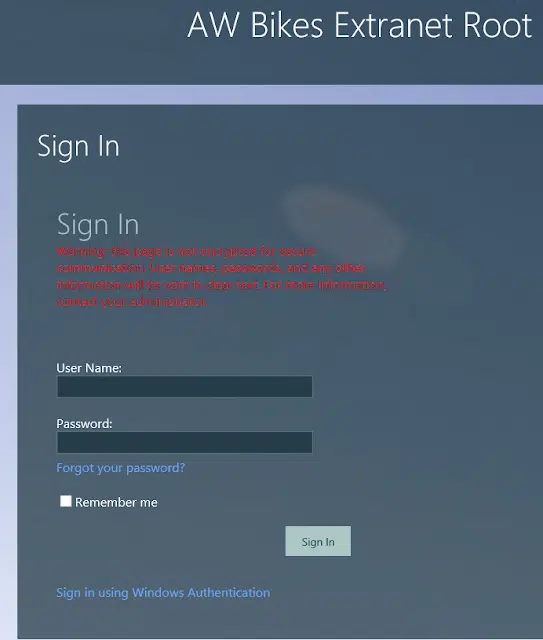 AW Bikes Extranet Root
Sign In
Sign In
Warning: this page is not encrypted for secure
communication. User names, passwords, and any other
information will be sent in clear text. For more information,
contact your administrator.
User Name:
Password:
Forgot your password?
Remember me
Sign In
Sign in using Windows Authentication